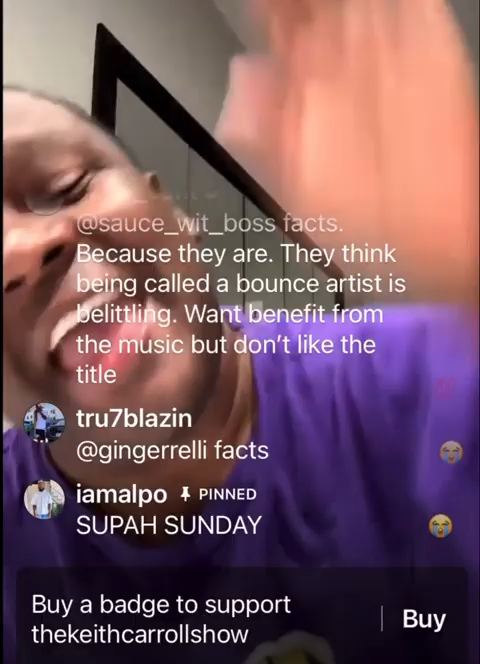 @sauce_wit_boss facts.
Because they are. They think
being called a bounce artist is
belittling. Want benefit from
the music but don’t like the
title
tru7blazin
@gingerrelli facts
iamalpo PINNED
SUPAH SUNDAY
Buy a badge to support
thekeithcarrollshow
Buy